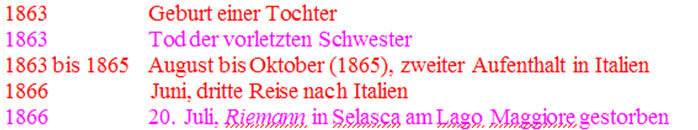 1863 Geburt einer Tochter
1863 Tod der vorletzten Schwester
1863 bis 1865 August bis Oktober (1865), zweiter Aufenthalt in Italien
1866 Juni, dritte Reise nach Italien
1866 20. Juli, Riemann in Selasca am Lago Maggiore gestorben